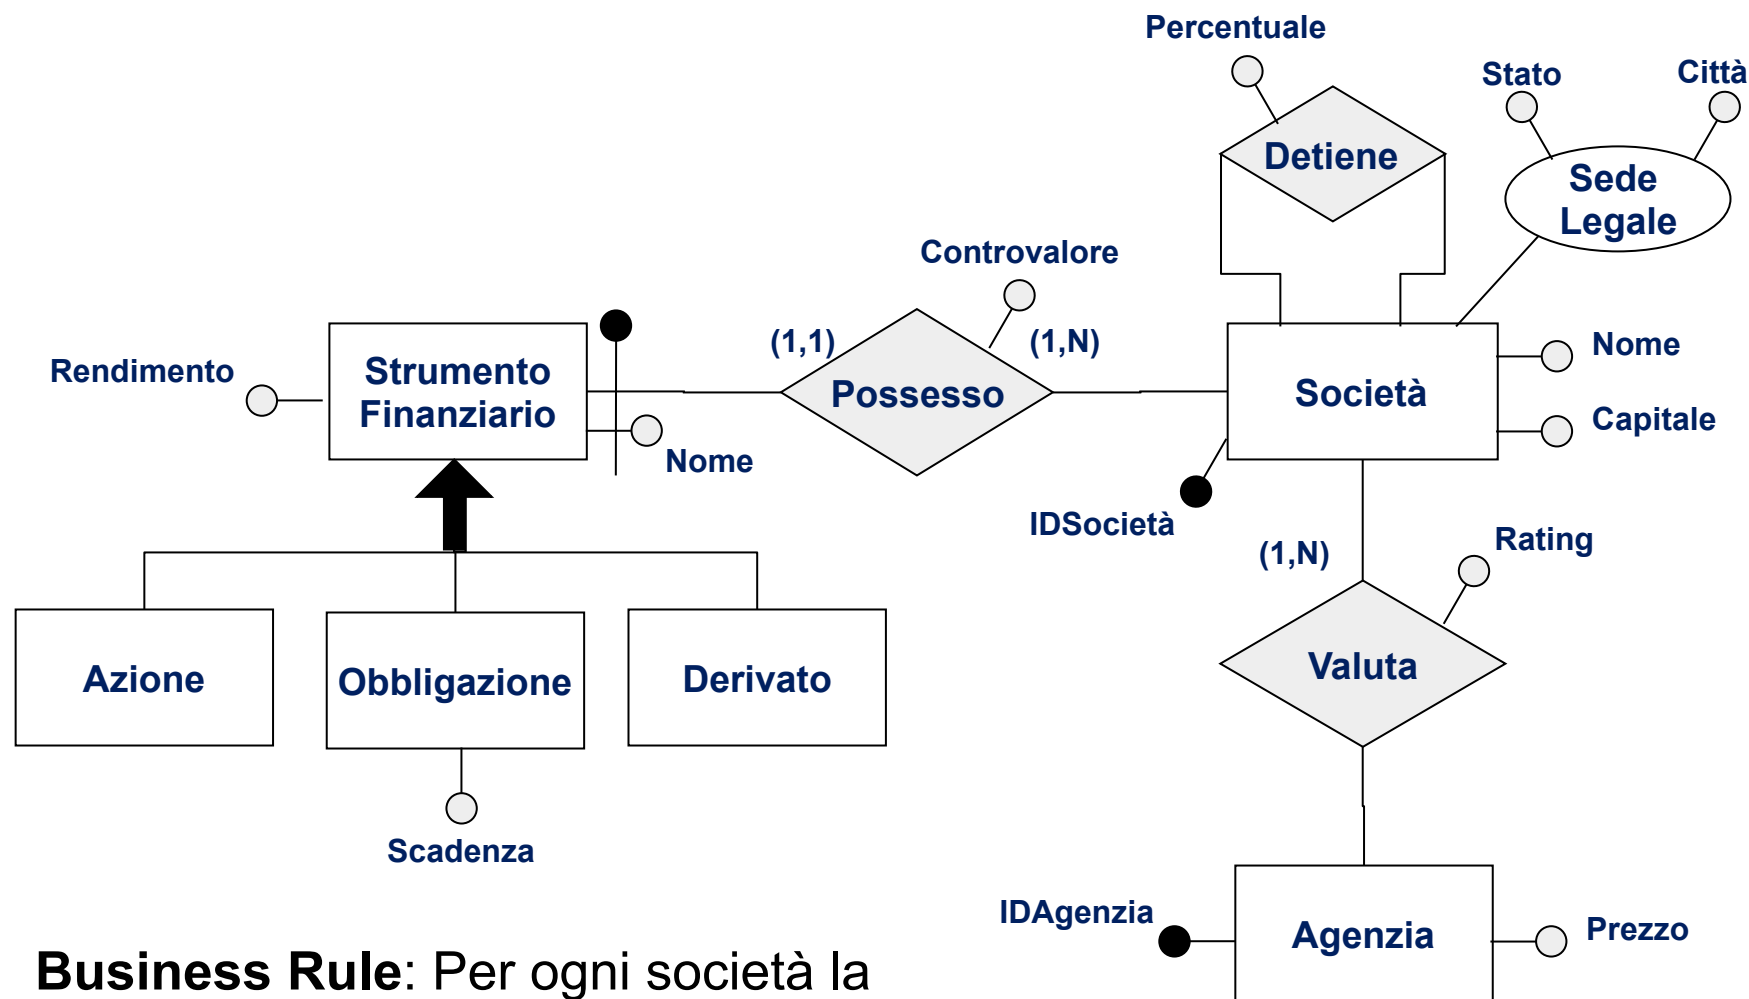 Percentuale
Stato
Città
Detiene
Sede
Legale
Controvalore
(1,1)
(1,N)
Nome
Rendimento
Strumento
Finanziario
Possesso
Società
Capitale
Nome
IDSocietà
(1,N)
Rating
Azione
Obbligazione
Derivato
Valuta
Scadenza
IDAgenzia
Agenzia
Prezzo
Business Rule: Per ogni società la